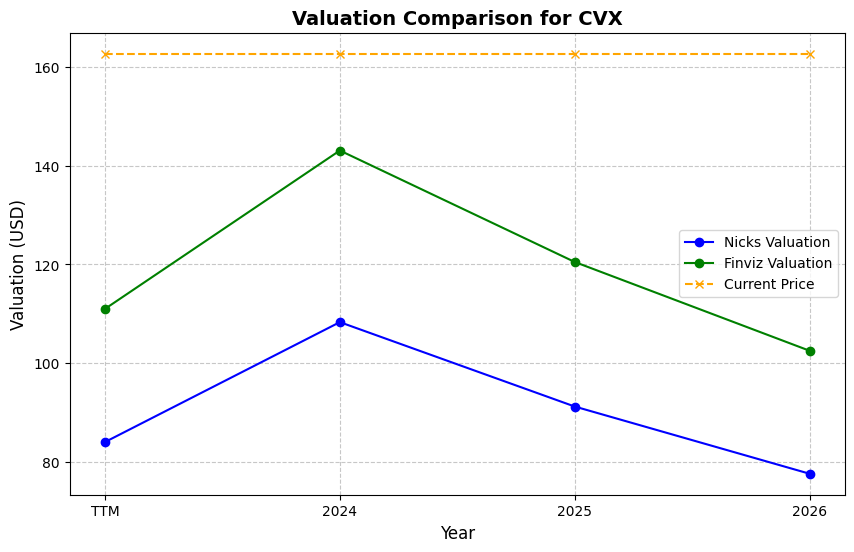 Valuation Comparison for CVX
Valuation (USD)
160
140
120
100
80
Nicks Valuation
Finviz Valuation
Current Price
TTM 2024 2025 2026
Year